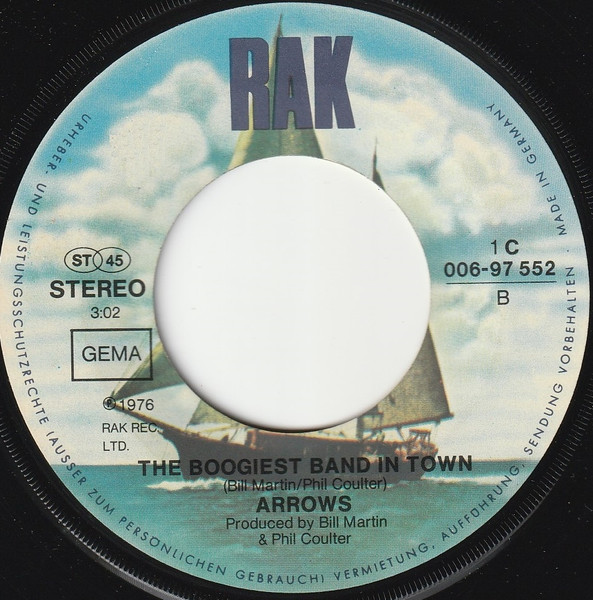 RAK
URHEBER- UND LEISTUNGSSCHUTZRECHTE (AUSSER ZUM PERSÖNLICHEN GEBRAUCH) VERMIETUNG, AUFFÜHRUNG, SENDUNG VORBEHALTEN · MADE IN GERMANY
ST 45
STEREO
3:02
GEMA
℗ 1976
RAK REC.
LTD.
1 C
006-97 552
B
THE BOOGIEST BAND IN TOWN
(Bill Martin/Phil Coulter)
ARROWS
Produced by Bill Martin
& Phil Coulter